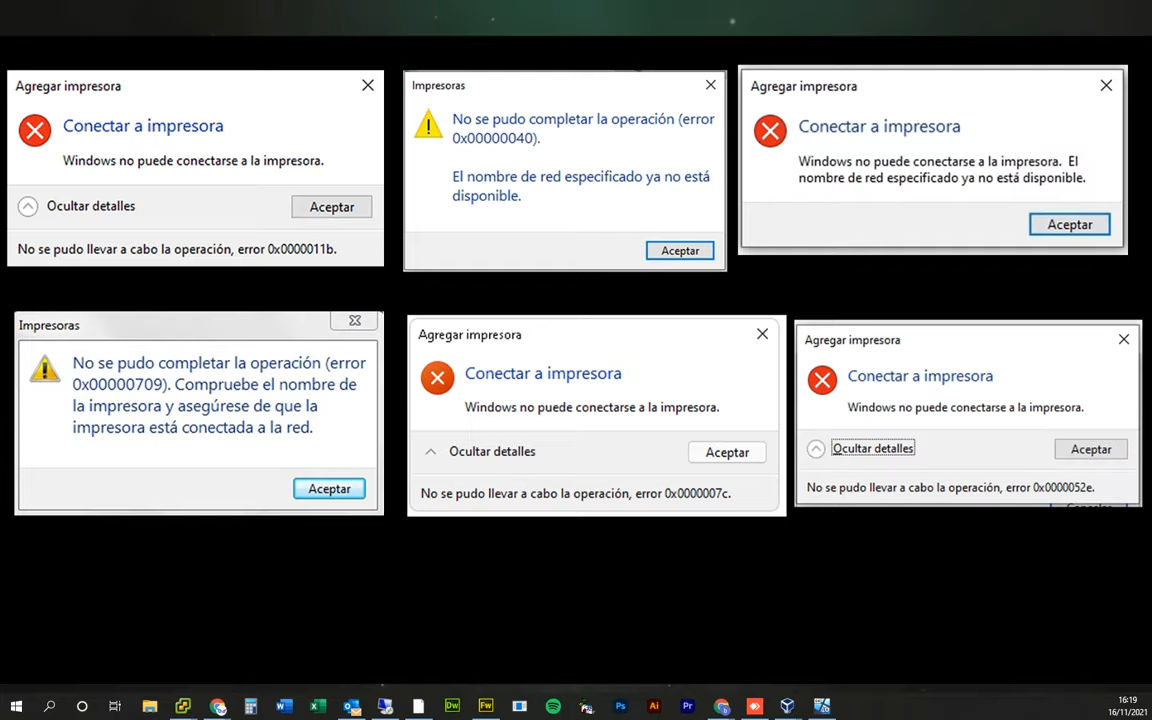 Agregar impresora
Conectar a impresora
Windows no puede conectarse a la impresora.
Ocultar detalles
Aceptar
No se pudo llevar a cabo la operación, error 0x0000011b.
Impresoras
No se pudo completar la operación (error
0x00000040).
El nombre de red especificado ya no está
disponible.
Aceptar
Agregar impresora
Conectar a impresora
Windows no puede conectarse a la impresora. El
nombre de red especificado ya no está disponible.
Aceptar
Impresoras
No se pudo completar la operación (error
0x00000709). Compruebe el nombre de
la impresora y asegúrese de que la
impresora está conectada a la red.
Aceptar
Agregar impresora
Conectar a impresora
Windows no puede conectarse a la impresora.
Ocultar detalles
Aceptar
No se pudo llevar a cabo la operación, error 0x0000007c.
Agregar impresora
Conectar a impresora
Windows no puede conectarse a la impresora.
Ocultar detalles
Aceptar
No se pudo llevar a cabo la operación, error 0x0000052e.
Dw
Fw
Ps
Ai
Pr
16:19
16/11/2021